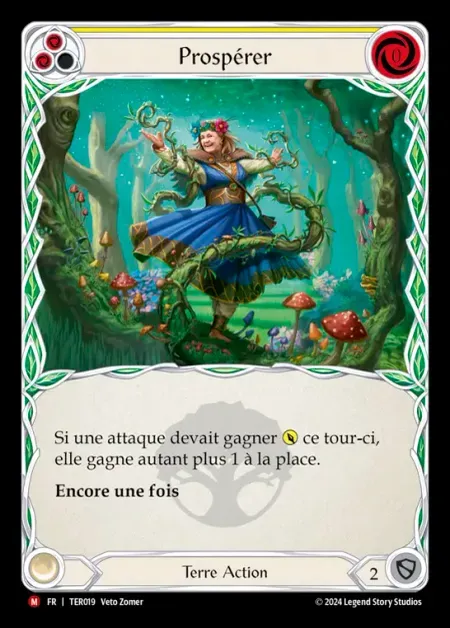 Prospérer
0
Si une attaque devait gagner ce tour-ci,
elle gagne autant plus 1 à la place.
Encore une fois
Terre Action
2
M FR | TER019 Veto Zomer
© 2024 Legend Story Studios